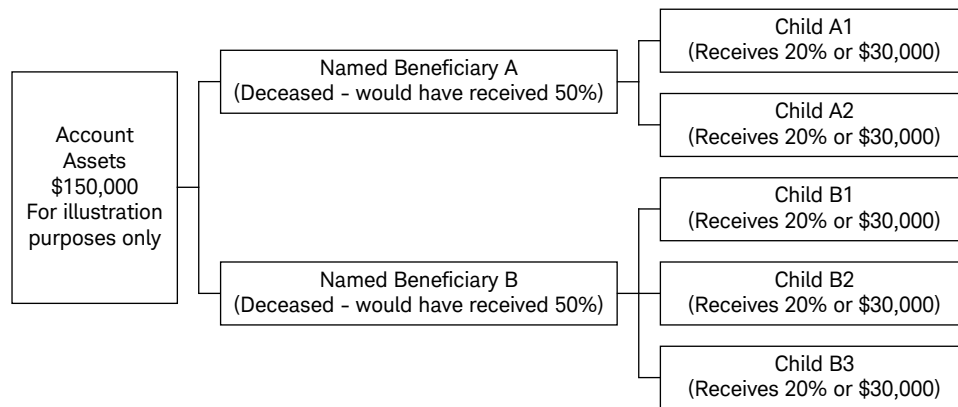 Account
Assets
$150,000
For illustration
purposes only
Named Beneficiary A
(Deceased – would have received 50%)
Child A1
(Receives 20% or $30,000)
Child A2
(Receives 20% or $30,000)
Named Beneficiary B
(Deceased – would have received 50%)
Child B1
(Receives 20% or $30,000)
Child B2
(Receives 20% or $30,000)
Child B3
(Receives 20% or $30,000)